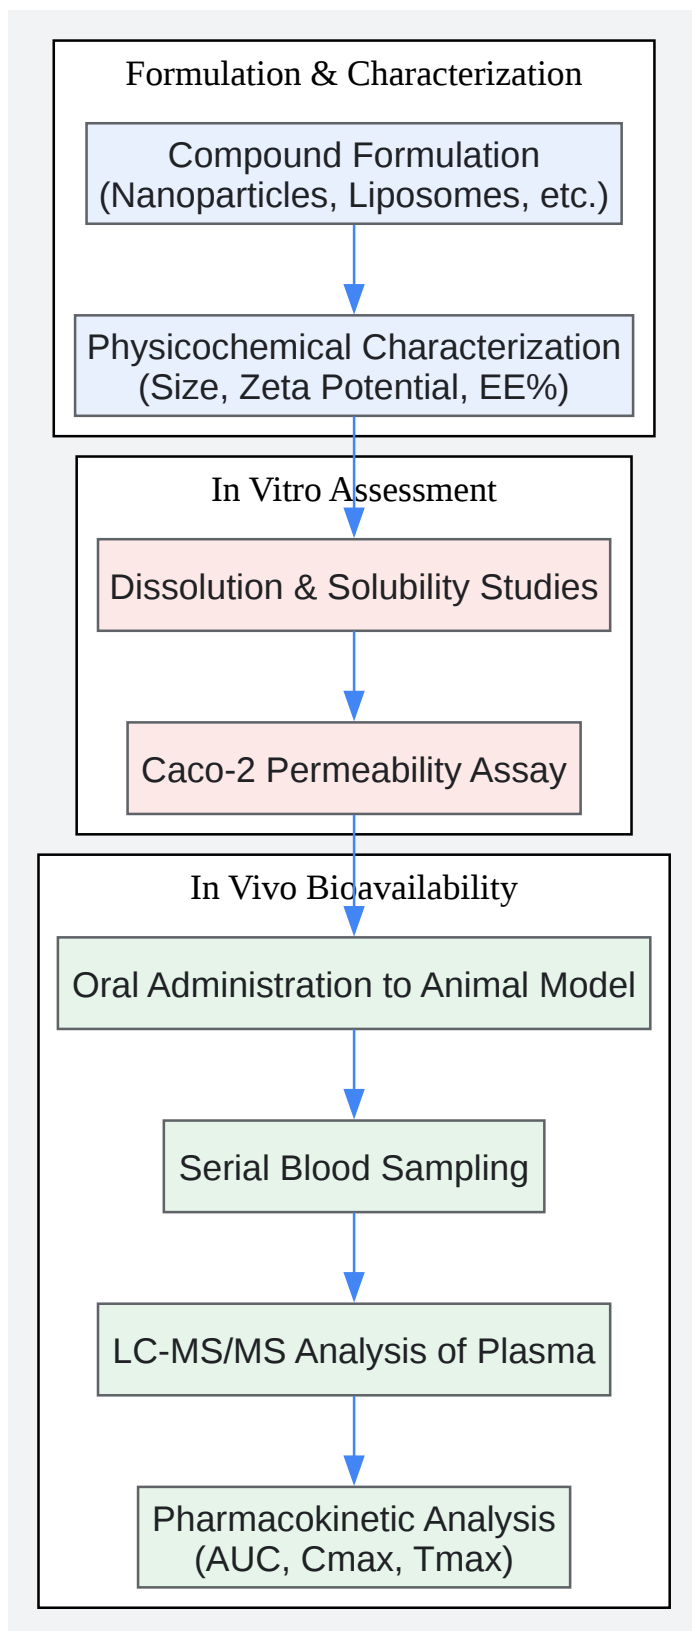 Formulation & Characterization
Compound Formulation
(Nanoparticles, Liposomes, etc.)
Physicochemical Characterization
(Size, Zeta Potential, EE%)
In Vitro Assessment
Dissolution & Solubility Studies
Caco-2 Permeability Assay
In Vivo Bioavailability
Oral Administration to Animal Model
Serial Blood Sampling
LC-MS/MS Analysis of Plasma
Pharmacokinetic Analysis
(AUC, Cmax, Tmax)